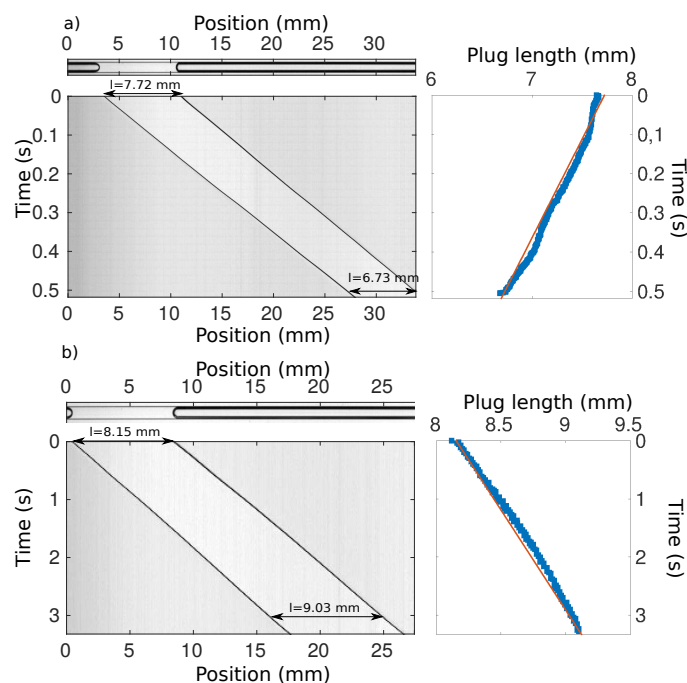 a)
Position (mm)
0 5 10 15 20 25 30
l=7.72 mm
0
0.1
0.2
0.3
0.4
0.5
Time (s)
l=6.73 mm
0 5 10 15 20 25 30
Position (mm)
Plug length (mm)
6 7 8
0
0,1
0.2
0.3
0.4
0.5
Time (s)
b)
Position (mm)
0 5 10 15 20 25
l=8.15 mm
0
1
2
3
Time (s)
l=9.03 mm
0 5 10 15 20 25
Position (mm)
Plug length (mm)
8 8.5 9 9.5
0
1
2
3
Time (s)